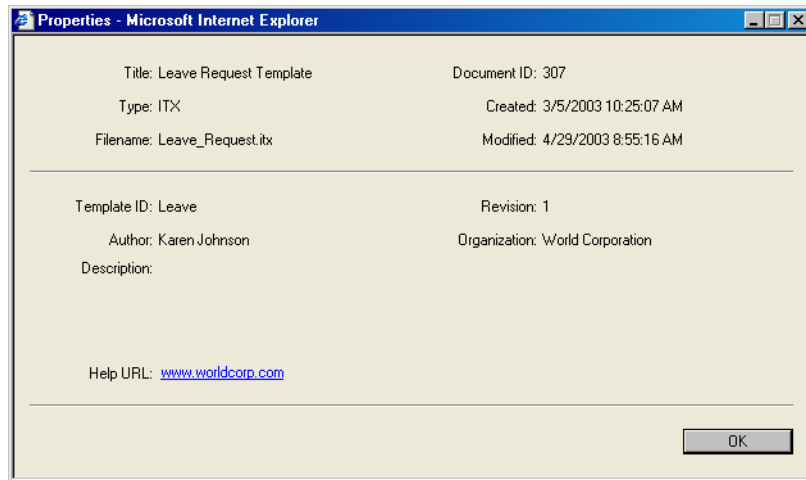 Properties - Microsoft Internet Explorer
Title: Leave Request Template Document ID: 307
Type: ITX Created: 3/5/2003 10:25:07 AM
Filename: Leave_Request.itx Modified: 4/29/2003 8:55:16 AM
Template ID: Leave Revision: 1
Author: Karen Johnson Organization: World Corporation
Description:
Help URL: www.worldcorp.com
OK